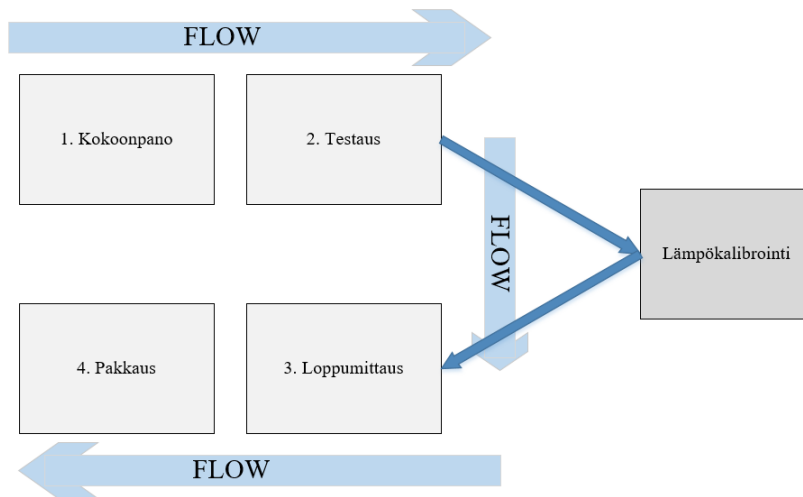 FLOW
1. Kokoonpano
2. Testaus
FLOW
Lämpökalibrointi
4. Pakkaus
3. Loppumittaus
FLOW